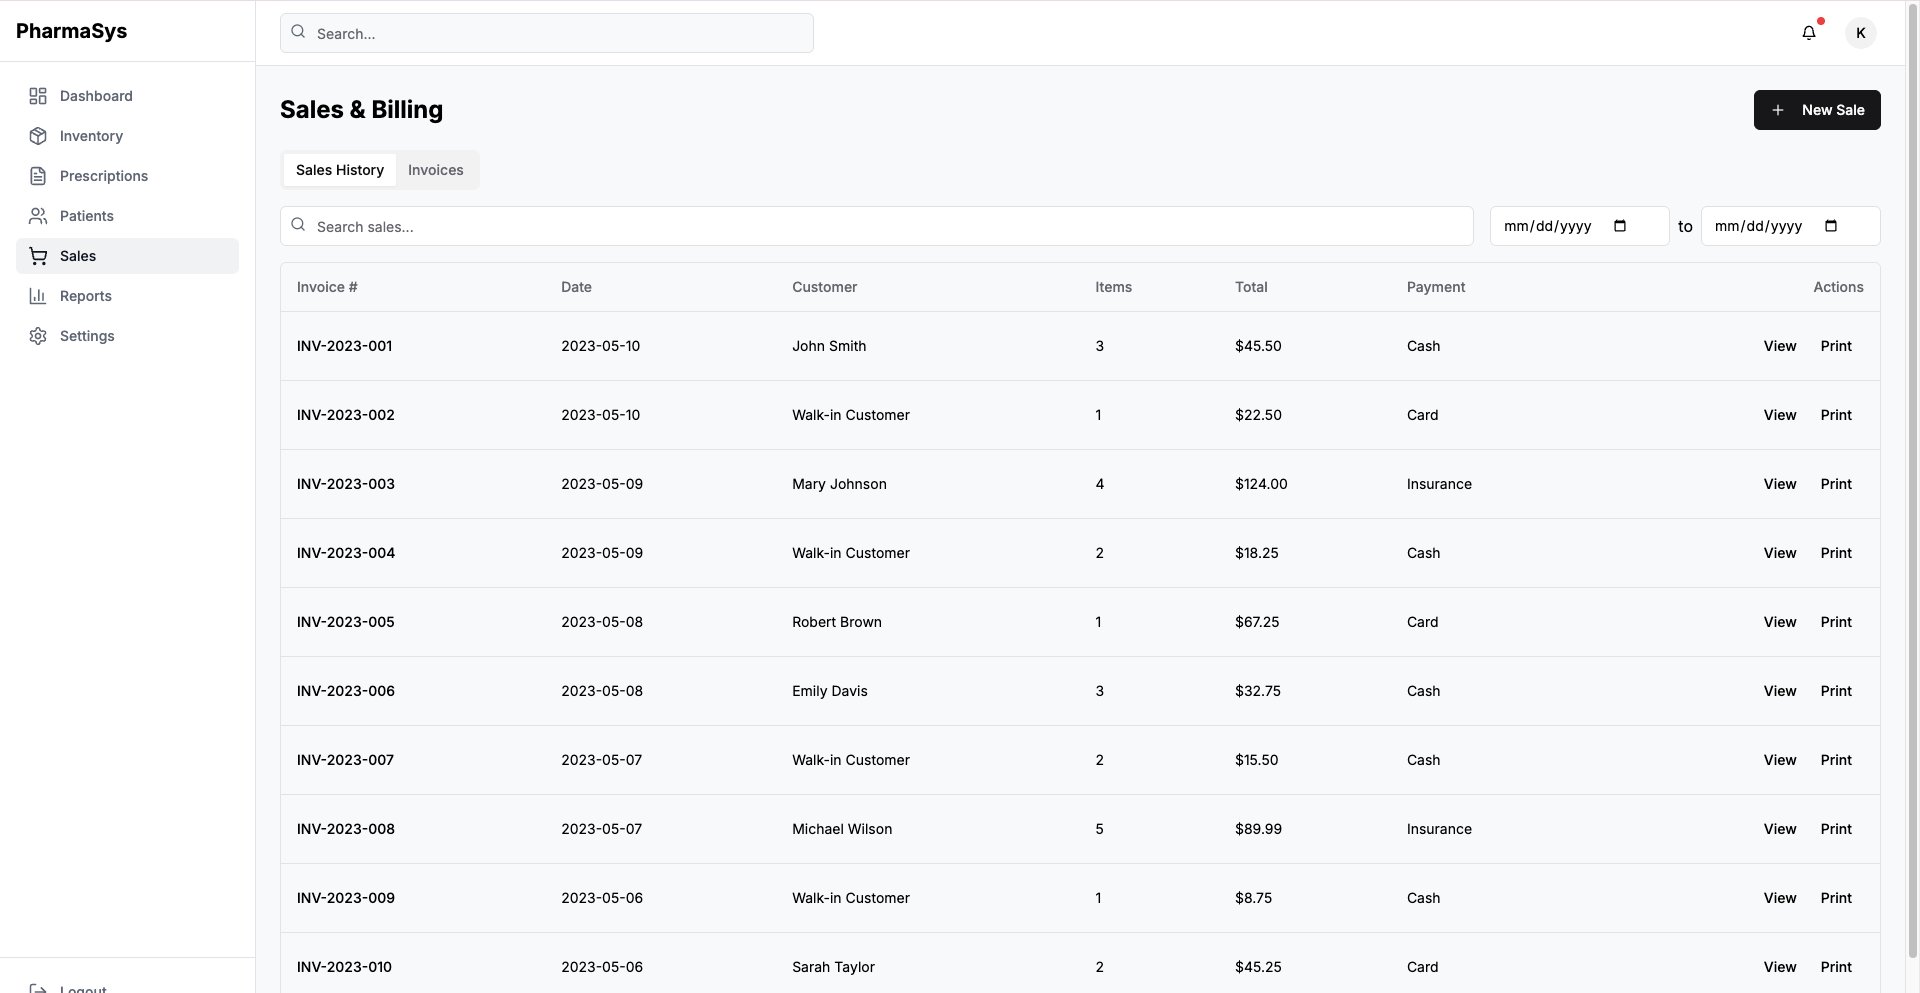 PharmaSys
Search...
K
Dashboard
Inventory
Prescriptions
Patients
Sales
Reports
Settings
Logout
Sales & Billing
New Sale
Sales History Invoices
Search sales... mm/dd/yyyy to mm/dd/yyyy
Invoice # Date Customer Items Total Payment Actions
INV-2023-001 2023-05-10 John Smith 3 $45.50 Cash View Print
INV-2023-002 2023-05-10 Walk-in Customer 1 $22.50 Card View Print
INV-2023-003 2023-05-09 Mary Johnson 4 $124.00 Insurance View Print
INV-2023-004 2023-05-09 Walk-in Customer 2 $18.25 Cash View Print
INV-2023-005 2023-05-08 Robert Brown 1 $67.25 Card View Print
INV-2023-006 2023-05-08 Emily Davis 3 $32.75 Cash View Print
INV-2023-007 2023-05-07 Walk-in Customer 2 $15.50 Cash View Print
INV-2023-008 2023-05-07 Michael Wilson 5 $89.99 Insurance View Print
INV-2023-009 2023-05-06 Walk-in Customer 1 $8.75 Cash View Print
INV-2023-010 2023-05-06 Sarah Taylor 2 $45.25 Card View Print